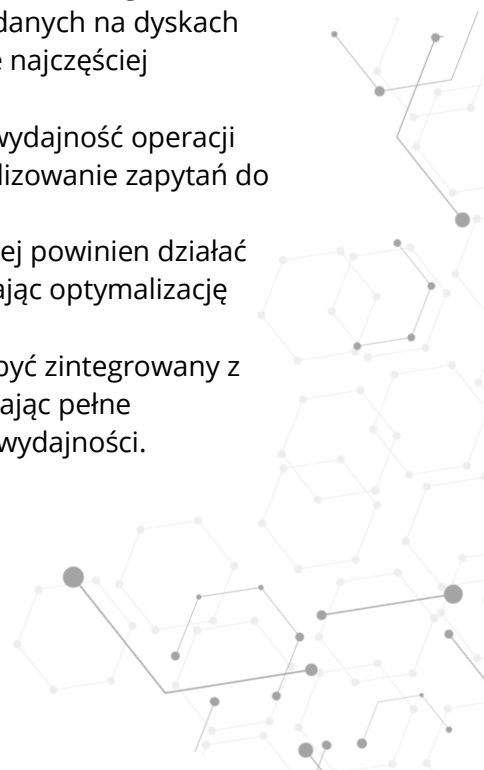 danych na dyskach
najczęściej
wydajność operacji
lizowanie zapytań do
ej powinien działać
ając optymalizację
być zintegrowany z
ając pełne
wydajności.